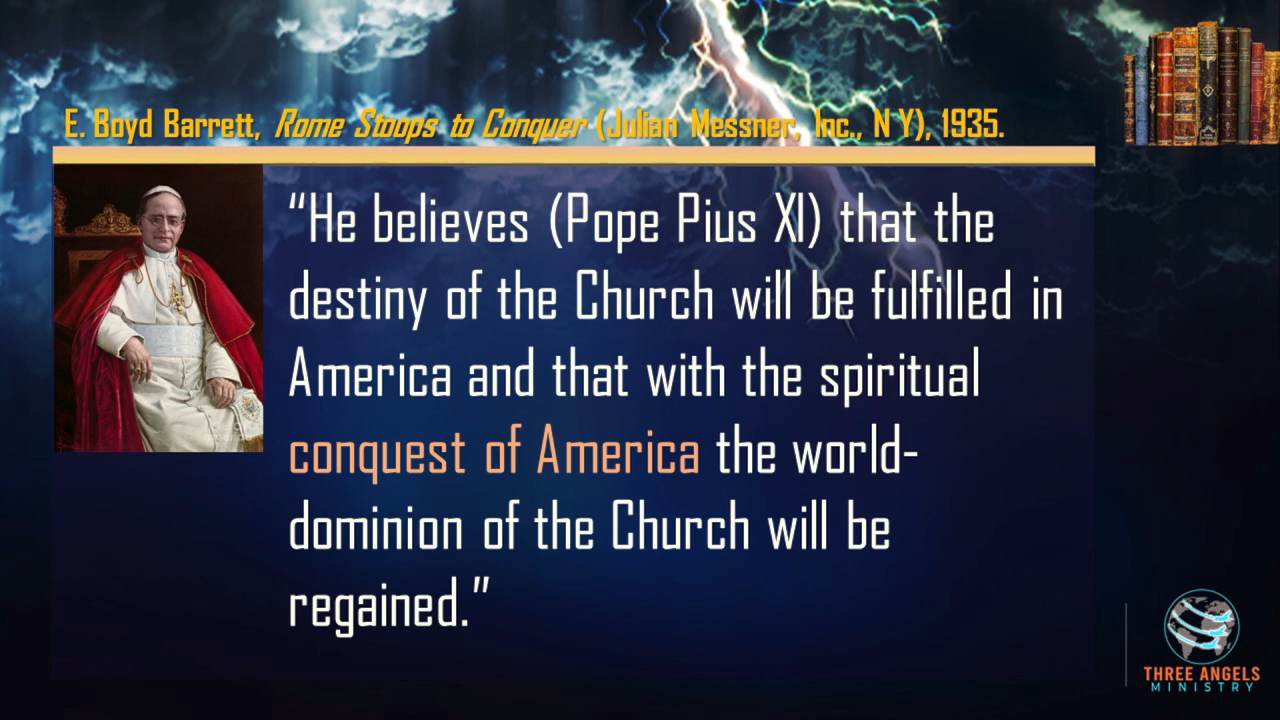 E. Boyd Barrett, Rome Stoops to Conquer (Julian Messner, Inc., N Y), 1935.
“He believes (Pope Pius XI) that the
destiny of the Church will be fulfilled in
America and that with the spiritual
conquest of America the world-
dominion of the Church will be
regained.”
THREE ANGELS
MINISTRY